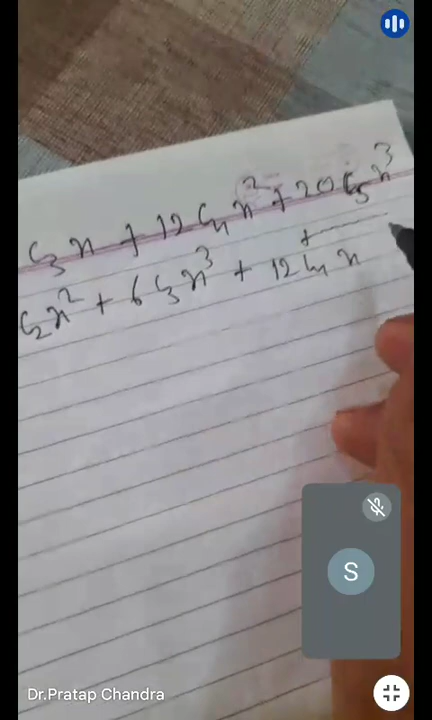 c₃x + 12c₄x² + 20c₅x³
+ -------
c₂x² + 6c₃x³ + 12c₄x
S
Dr.Pratap Chandra